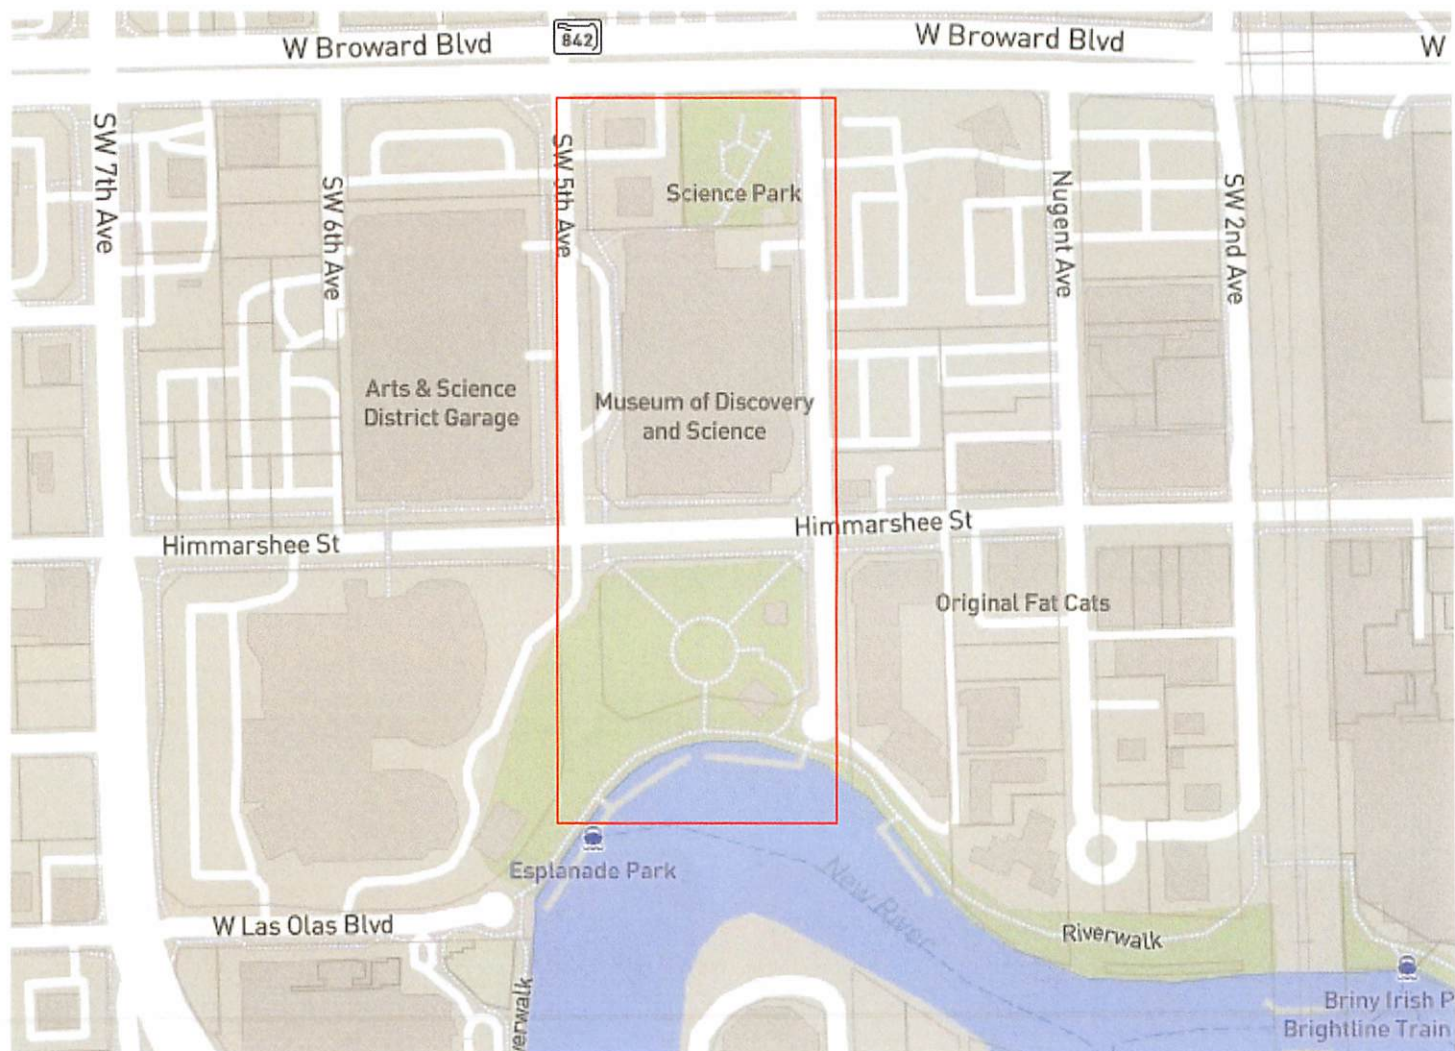 W Broward Blvd
842
W Broward Blvd
W
SW 7th Ave
SW 6th Ave
SW 5th Ave
Science Park
Nugent Ave
SW 2nd Ave
Arts & Science
District Garage
Museum of Discovery
and Science
Himmarshee St
Himmarshee St
Original Fat Cats
Esplanade Park
New River
W Las Olas Blvd
Riverwalk
erwalk
Briny Irish P
Brightline Train